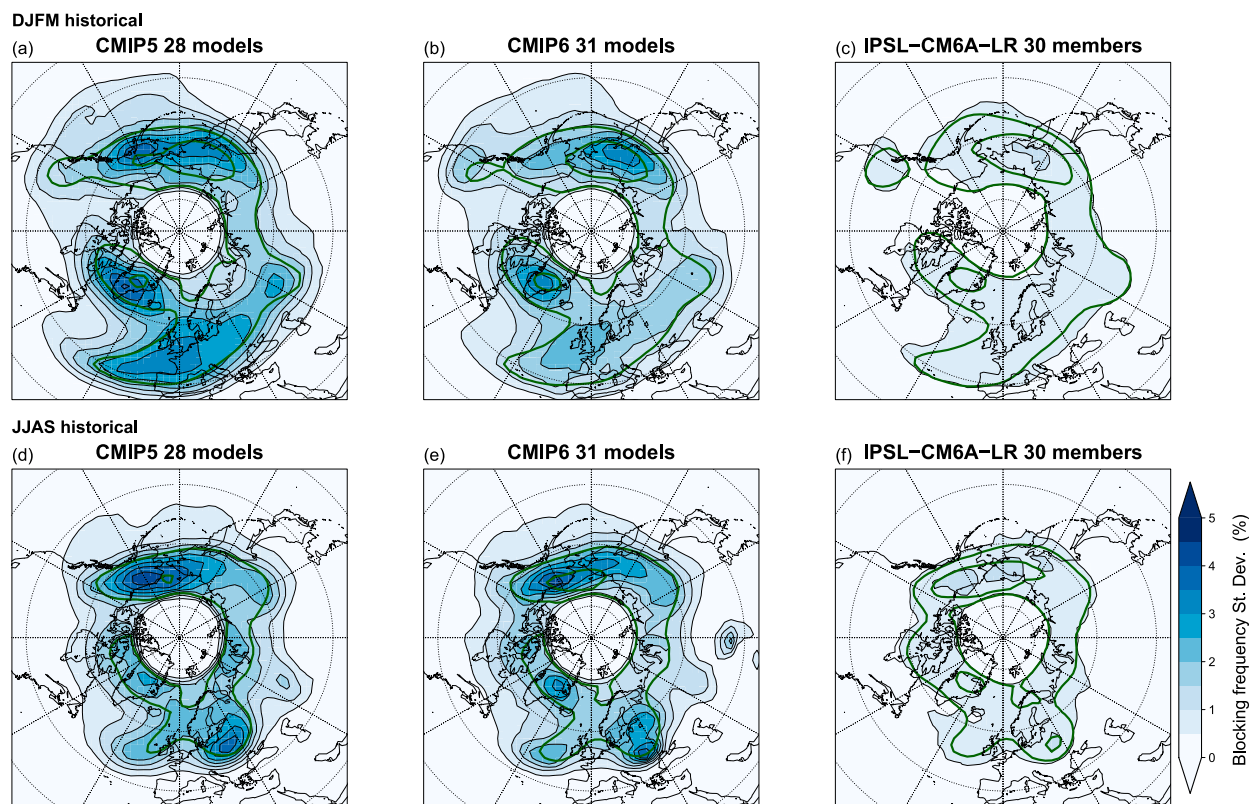 DJFM historical
(a) CMIP5 28 models
(b) CMIP6 31 models
(c) IPSL−CM6A−LR 30 members
JJAS historical
(d) CMIP5 28 models
(e) CMIP6 31 models
(f) IPSL−CM6A−LR 30 members
5
4
3
2
1
0
Blocking frequency St. Dev. (%)